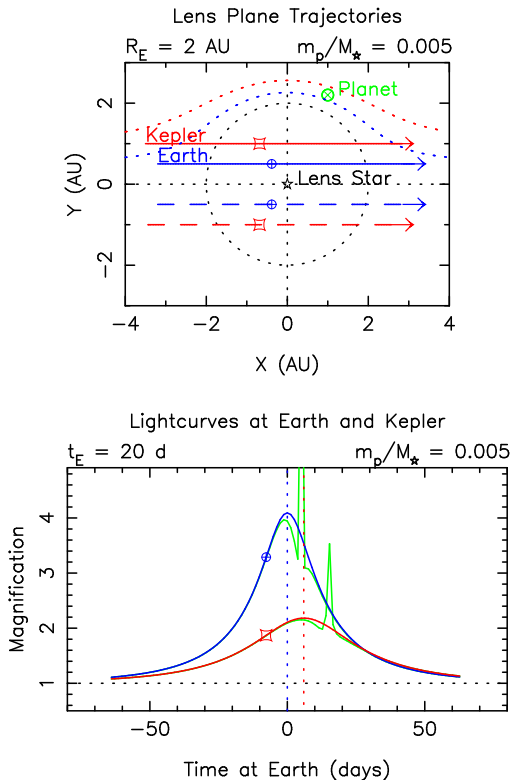 Lens Plane Trajectories
R_E = 2 AU m_p/M_☆ = 0.005
Planet
Kepler
Earth
Lens Star
2
0
−2
Y (AU)
−4 −2 0 2 4
X (AU)
Lightcurves at Earth and Kepler
t_E = 20 d m_p/M_☆ = 0.005
4
3
2
1
Magnification
−50 0 50
Time at Earth (days)